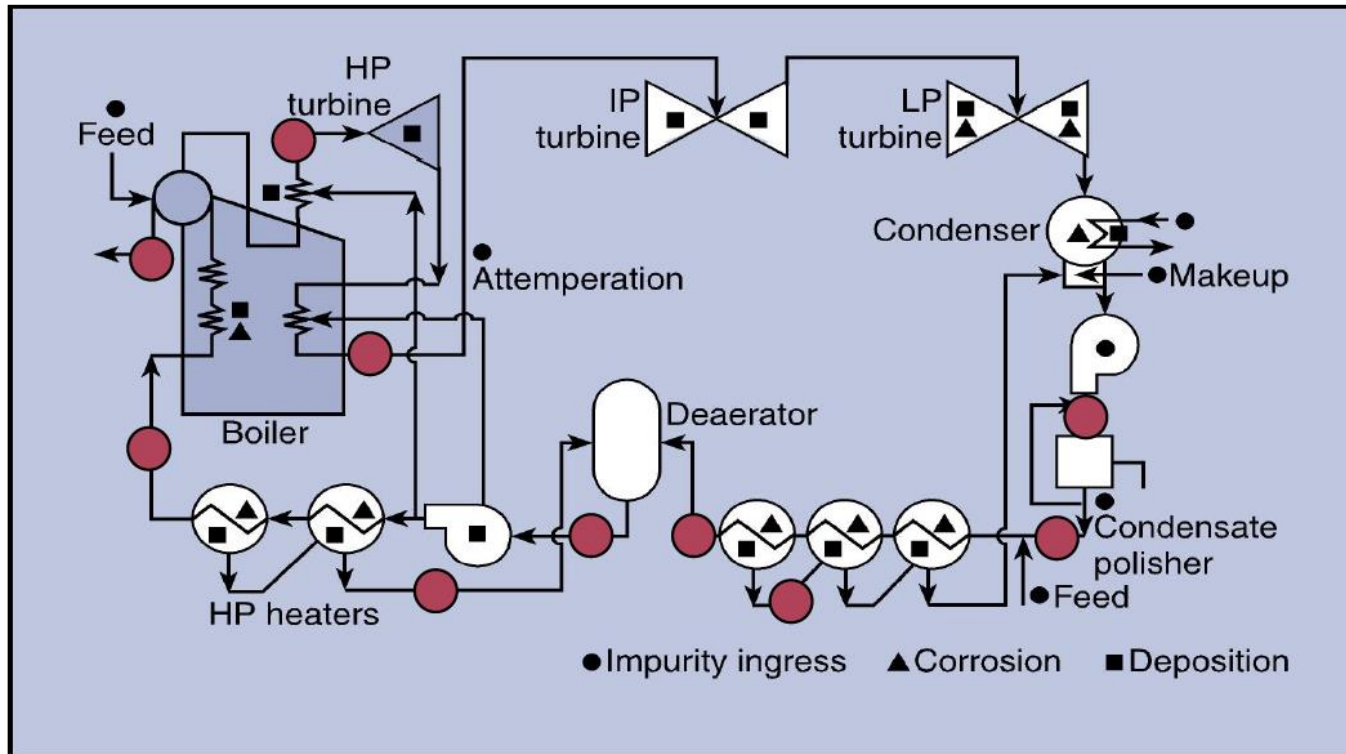 HP
turbine
Feed
IP
turbine
LP
turbine
Condenser
Makeup
Attemperation
Boiler
Deaerator
Condensate
polisher
HP heaters
Feed
Impurity ingress
Corrosion
Deposition